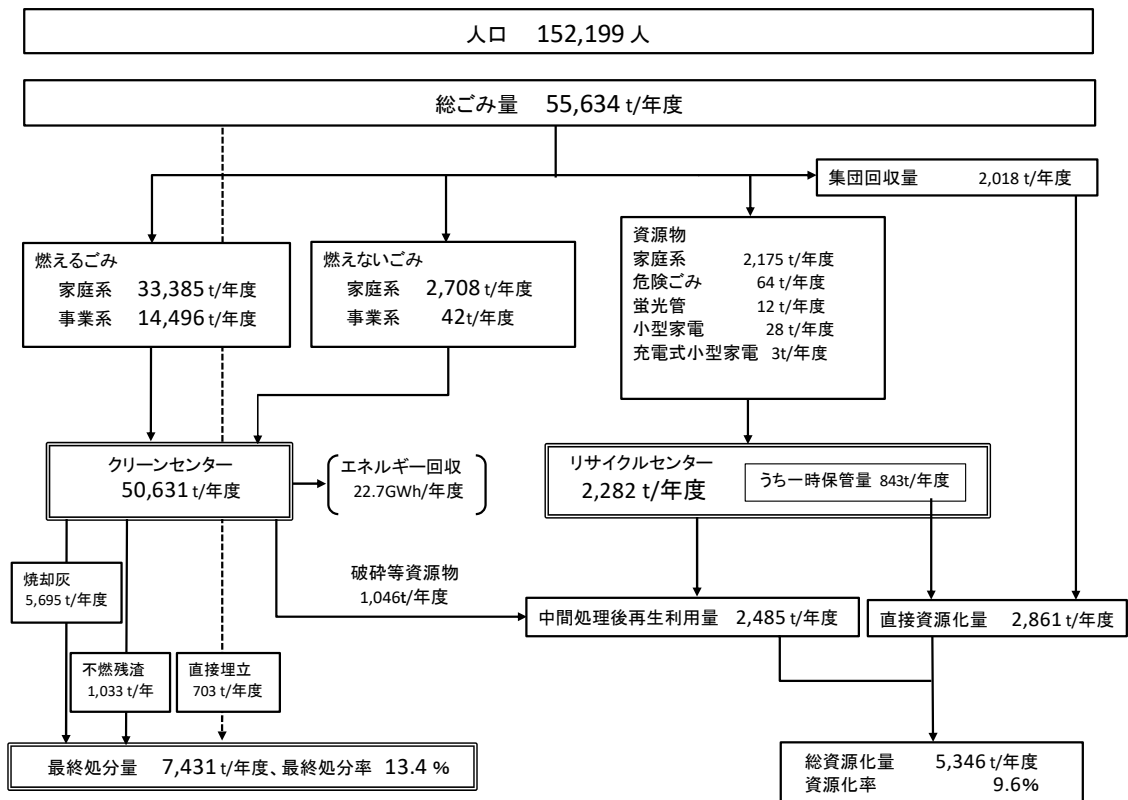 人口 152,199 人
総ごみ量 55,634 t/年度
集団回収量 2,018 t/年度
燃えるごみ
家庭系 33,385 t/年度
事業系 14,496 t/年度
燃えないごみ
家庭系 2,708 t/年度
事業系 42t/年度
資源物
家庭系 2,175 t/年度
危険ごみ 64 t/年度
蛍光管 12 t/年度
小型家電 28 t/年度
充電式小型家電 3t/年度
クリーンセンター
50,631 t/年度
エネルギー回収
22.7GWh/年度
リサイクルセンター
2,282 t/年度
うち一時保管量 843t/年度
焼却灰
5,695 t/年度
破砕等資源物
1,046t/年度
中間処理後再生利用量 2,485 t/年度
直接資源化量 2,861 t/年度
不燃残渣
1,033 t/年
直接埋立
703 t/年度
最終処分量 7,431 t/年度、最終処分率 13.4 %
総資源化量 5,346 t/年度
資源化率 9.6%